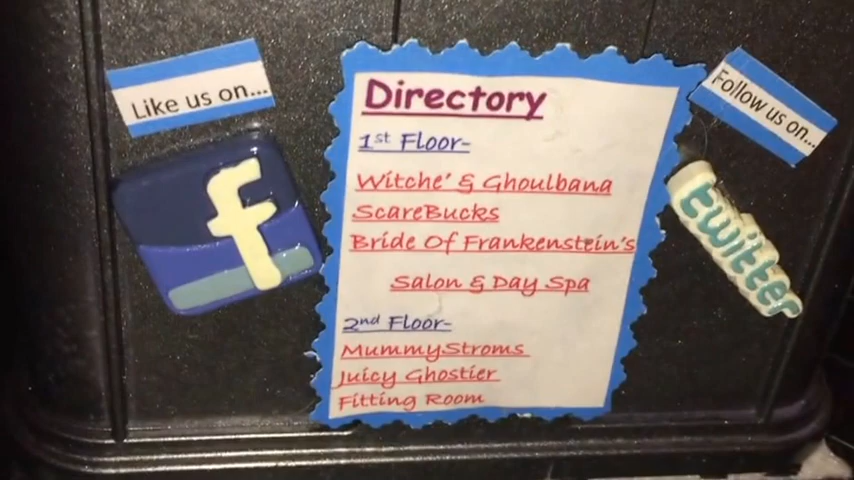 Like us on...
f
Directory
1st Floor-
Witche' & Ghoulbana
ScareBucks
Bride Of Frankenstein's
Salon & Day Spa
2nd Floor-
MummyStroms
Juicy Ghostier
Fitting Room
Follow us on...
twitter